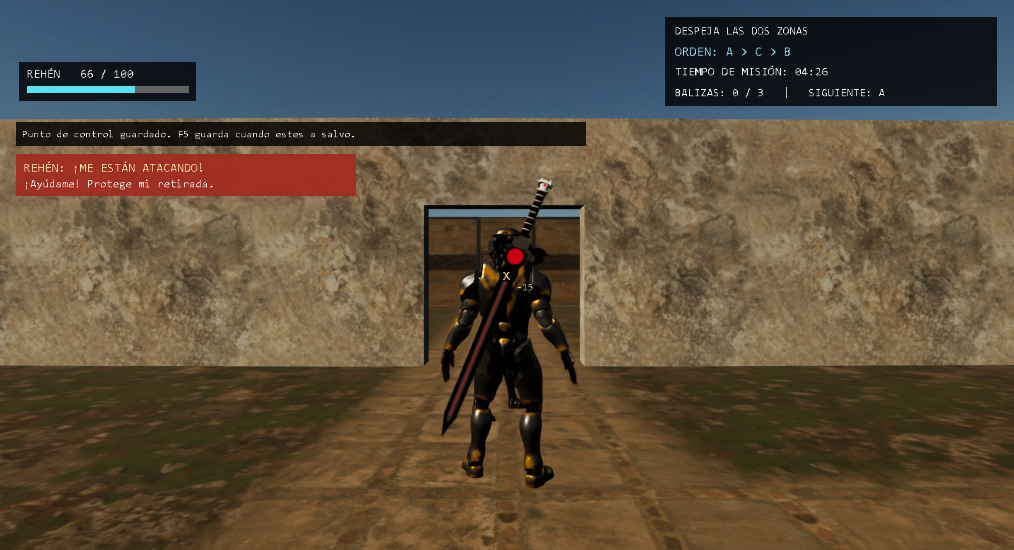 DESPEJA LAS DOS ZONAS
ORDEN: A > C > B
TIEMPO DE MISIÓN: 04:26
BALIZAS: 0 / 3 | SIGUIENTE: A
REHÉN 66 / 100
Punto de control guardado. F5 guarda cuando estes a salvo.
REHÉN: ¡ME ESTÁN ATACANDO!
¡Ayúdame! Protege mi retirada.
X
-15